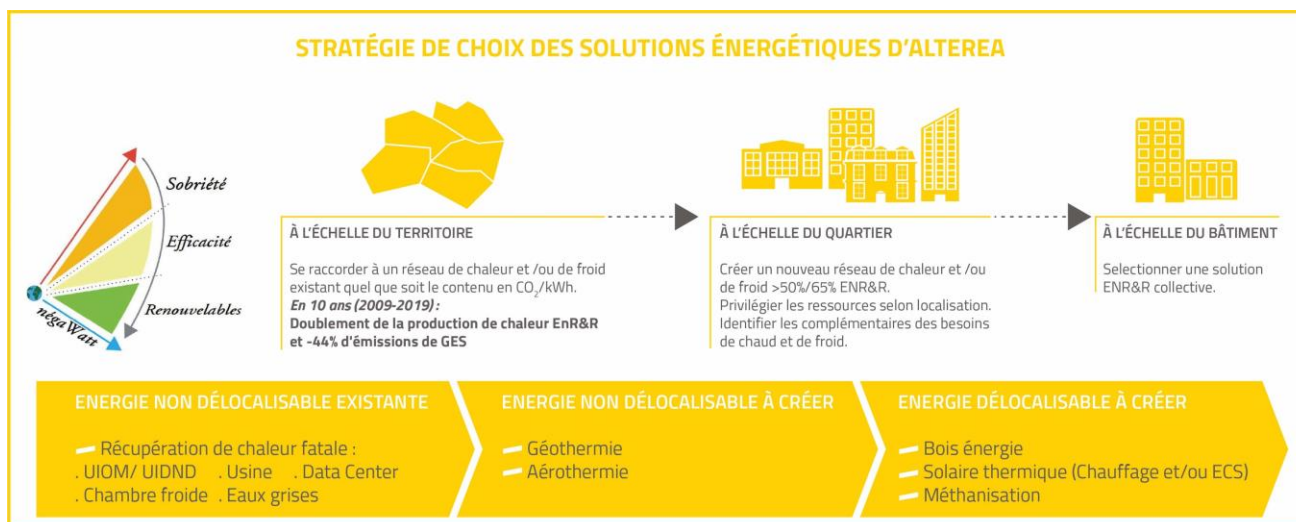 STRATÉGIE DE CHOIX DES SOLUTIONS ÉNERGÉTIQUES D'ALTEREA
Sobriété
Efficacité
Renouvelables
négaWatt
À L'ÉCHELLE DU TERRITOIRE
Se raccorder à un réseau de chaleur et /ou de froid
existant quel que soit le contenu en CO₂/kWh.
En 10 ans (2009-2019) :
Doublement de la production de chaleur EnR&R
et -44% d'émissions de GES
À L'ÉCHELLE DU QUARTIER
Créer un nouveau réseau de chaleur et /ou
de froid >50%/65% ENR&R.
Privilégier les ressources selon localisation.
Identifier les complémentaires des besoins
de chaud et de froid.
À L'ÉCHELLE DU BÂTIMENT
Selectionner une solution
ENR&R collective.
ENERGIE NON DÉLOCALISABLE EXISTANTE
Récupération de chaleur fatale :
. UIOM/ UIDND . Usine . Data Center
. Chambre froide . Eaux grises
ENERGIE NON DÉLOCALISABLE À CRÉER
Géothermie
Aérothermie
ENERGIE DÉLOCALISABLE À CRÉER
Bois énergie
Solaire thermique (Chauffage et/ou ECS)
Méthanisation